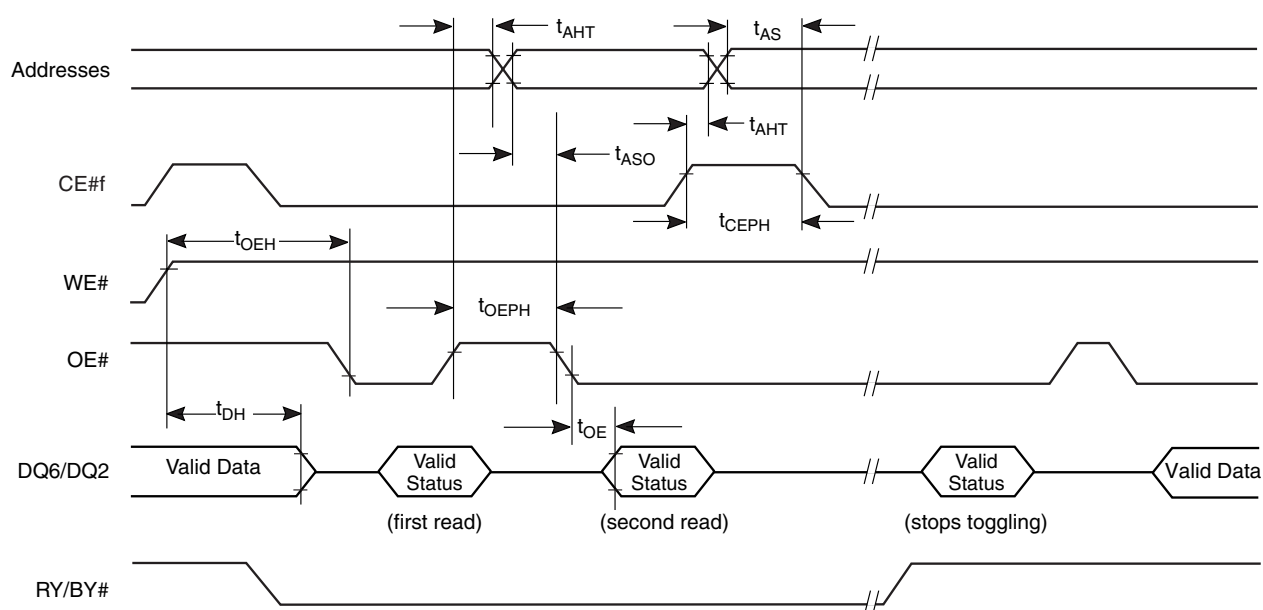 tAHT
tAS
Addresses
tAHT
tASO
CE#f
tCEPH
tOEH
WE#
tOEPH
OE#
tDH
tOE
DQ6/DQ2
Valid Data
Valid
Status
Valid
Status
Valid
Status
Valid Data
(first read)
(second read)
(stops toggling)
RY/BY#